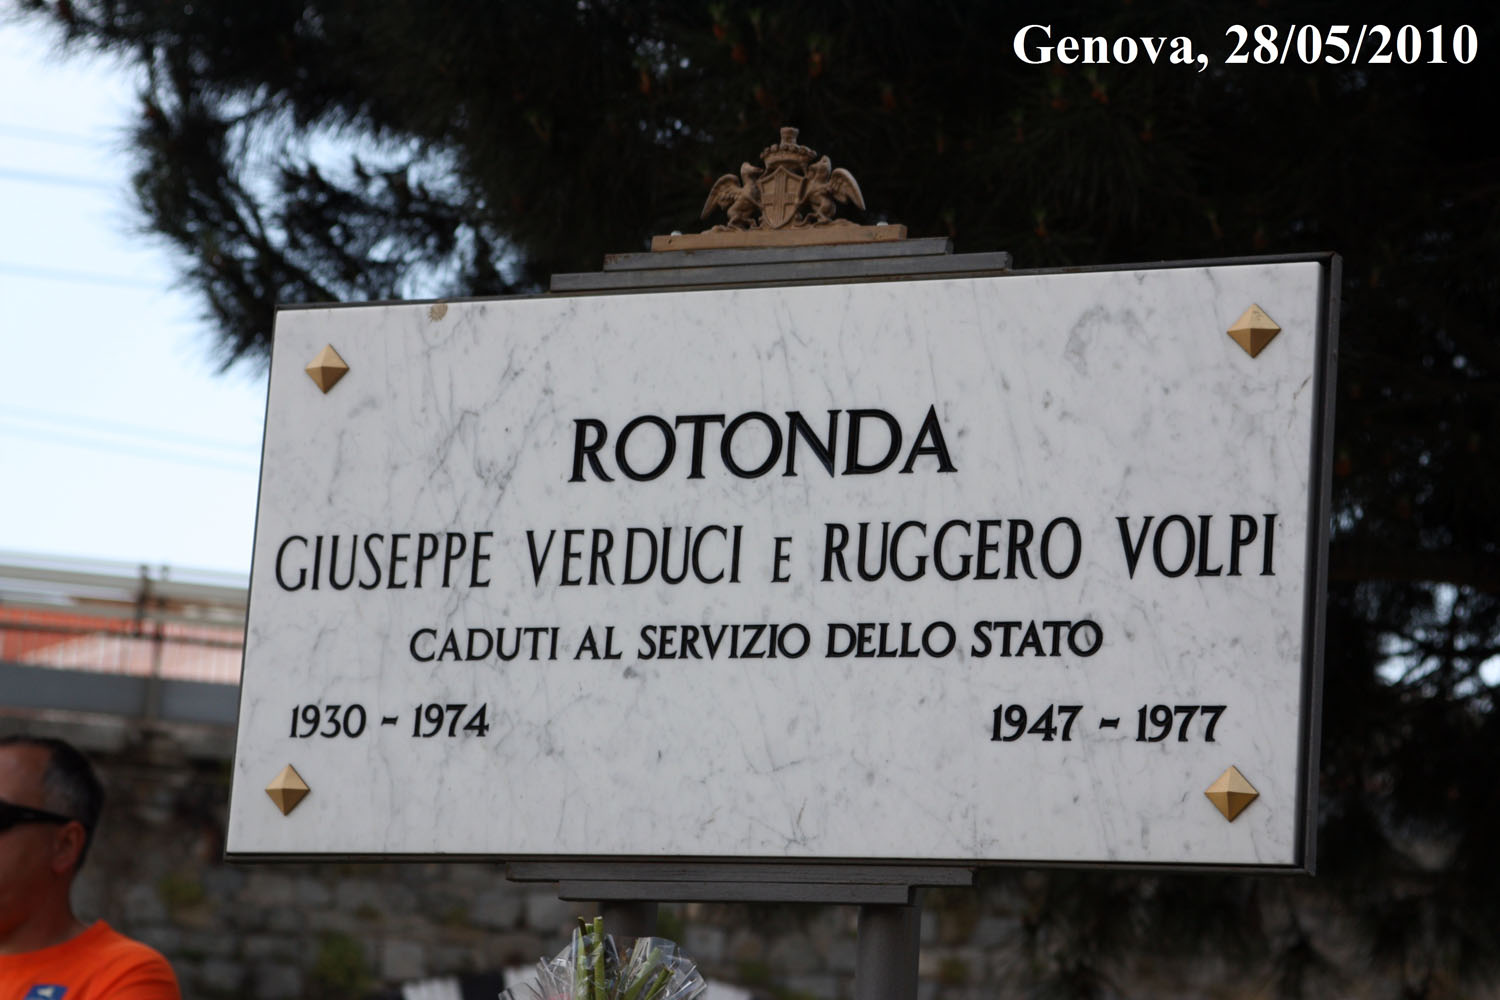 Genova, 28/05/2010
ROTONDA
GIUSEPPE VERDUCI E RUGGERO VOLPI
CADUTI AL SERVIZIO DELLO STATO
1930 - 1974 1947 - 1977